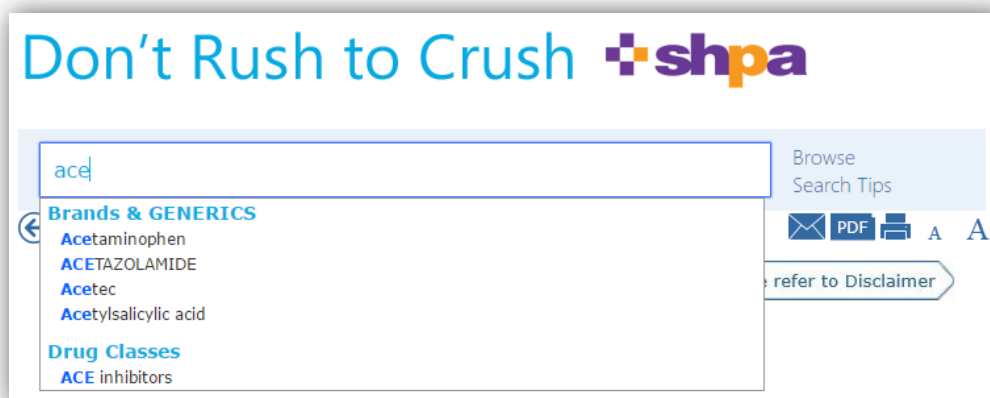 Don't Rush to Crush shpa
ace
Browse
Search Tips
Brands & GENERICS
Acetaminophen
ACETAZOLAMIDE
Acetec
Acetylsalicylic acid
Drug Classes
ACE inhibitors
PDF
A A
refer to Disclaimer